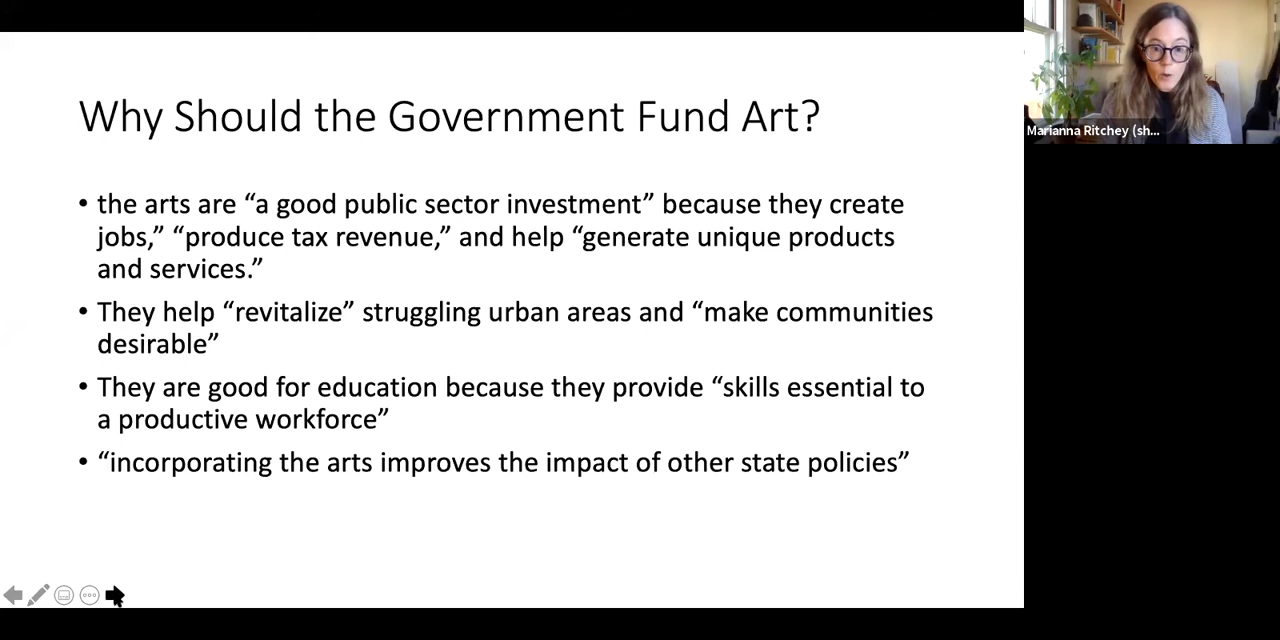 Why Should the Government Fund Art?
• the arts are “a good public sector investment” because they create
jobs,” “produce tax revenue,” and help “generate unique products
and services.”
• They help “revitalize” struggling urban areas and “make communities
desirable”
• They are good for education because they provide “skills essential to
a productive workforce”
• “incorporating the arts improves the impact of other state policies”
Marianna Ritchey (sh...